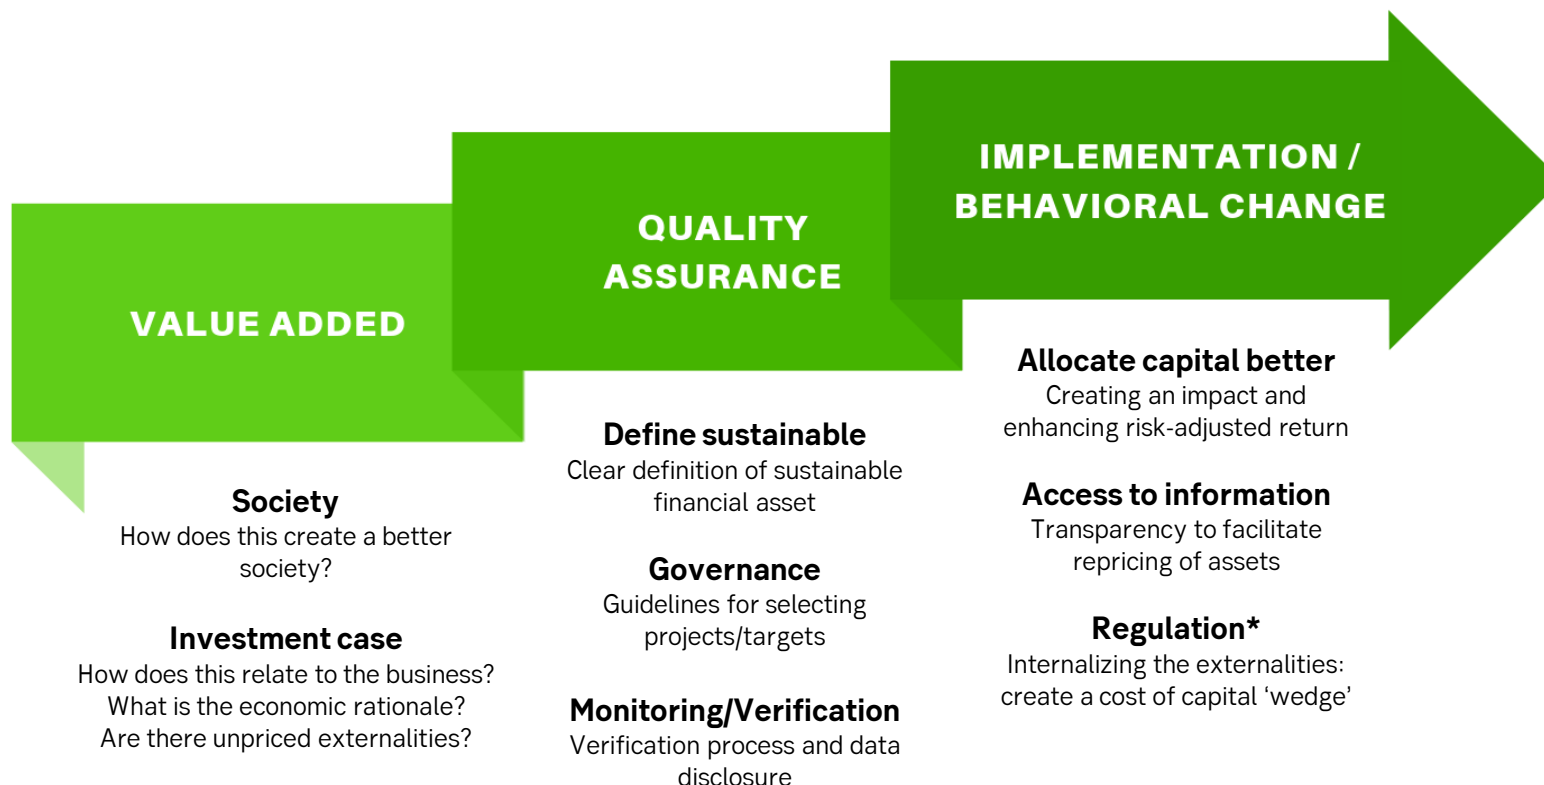 VALUE ADDED
Society
How does this create a better
society?
Investment case
How does this relate to the business?
What is the economic rationale?
Are there unpriced externalities?
QUALITY
ASSURANCE
Define sustainable
Clear definition of sustainable
financial asset
Governance
Guidelines for selecting
projects/targets
Monitoring/Verification
Verification process and data
disclosure
IMPLEMENTATION /
BEHAVIORAL CHANGE
Allocate capital better
Creating an impact and
enhancing risk-adjusted return
Access to information
Transparency to facilitate
repricing of assets
Regulation*
Internalizing the externalities:
create a cost of capital ‘wedge’